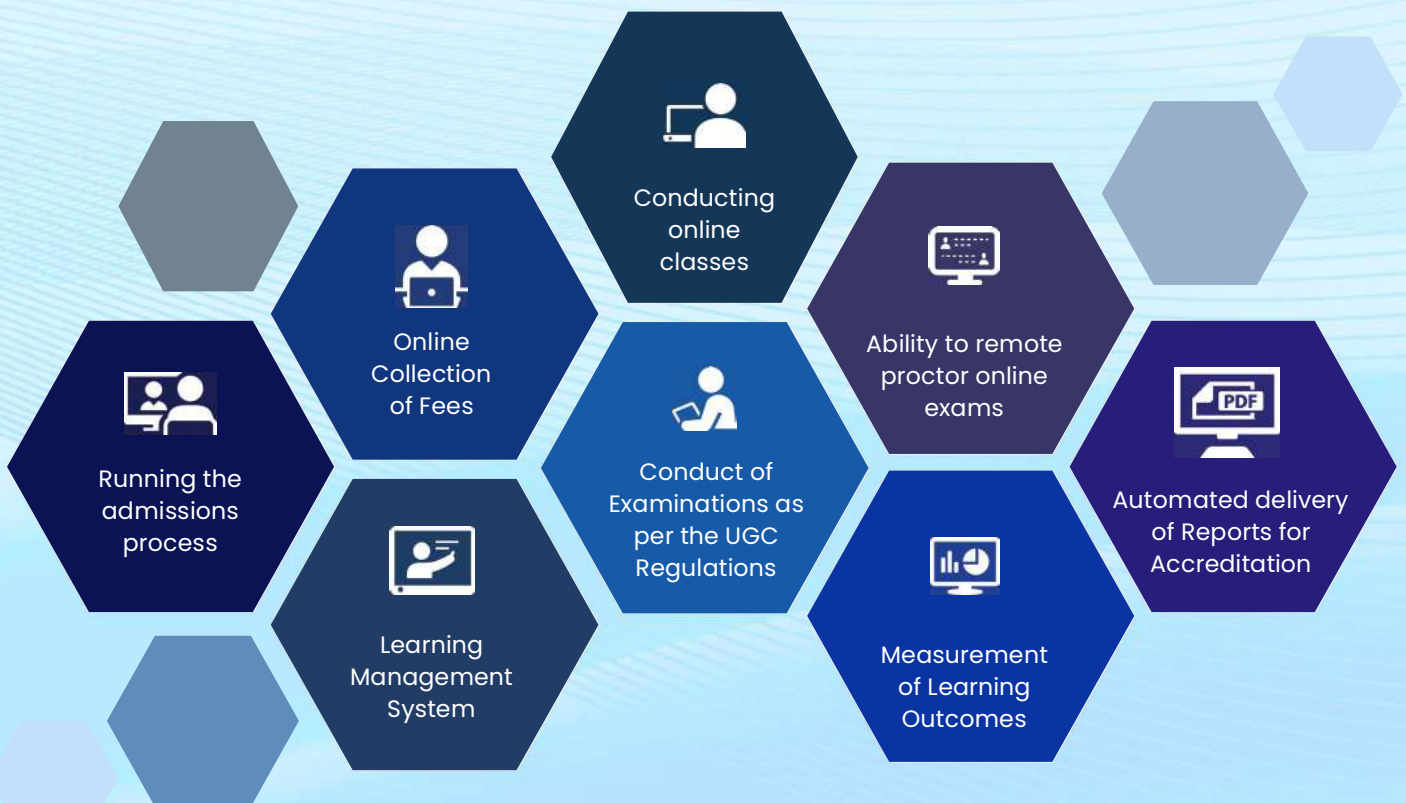 Conducting
online
classes
Online
Collection
of Fees
Ability to remote
proctor online
exams
Running the
admissions
process
Conduct of
Examinations as
per the UGC
Regulations
PDF
Automated delivery
of Reports for
Accreditation
Learning
Management
System
Measurement
of Learning
Outcomes